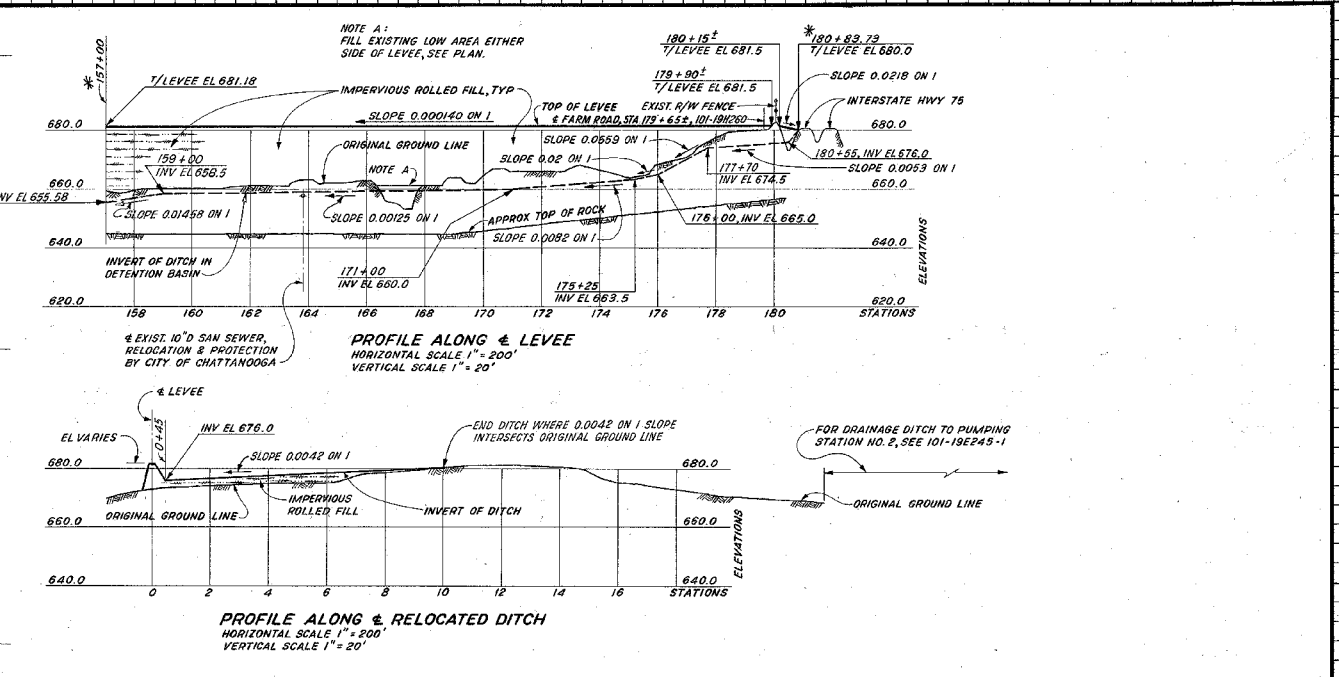 NOTE A:
FILL EXISTING LOW AREA EITHER
SIDE OF LEVEE, SEE PLAN.
*
157+00
T/LEVEE EL 681.18
IMPERVIOUS ROLLED FILL, TYP
SLOPE 0.000140 ON 1
TOP OF LEVEE
℄ FARM ROAD, STA 179+65±, 101-19H260
EXIST. R/W FENCE
180+15±
T/LEVEE EL 681.5
179+90±
T/LEVEE EL 681.5
*
180+83.73
T/LEVEE EL 680.0
SLOPE 0.0218 ON 1
INTERSTATE HWY 75
680.0
680.0
159+00
INV EL 658.5
ORIGINAL GROUND LINE
NOTE A
SLOPE 0.0559 ON 1
SLOPE 0.02 ON 1
177+70
INV EL 674.5
180+55, INV EL 676.0
SLOPE 0.0053 ON 1
660.0
660.0
INV EL 655.58
SLOPE 0.01458 ON 1
SLOPE 0.00125 ON 1
APPROX TOP OF ROCK
SLOPE 0.0082 ON 1
176+00, INV EL 665.0
640.0
640.0
INVERT OF DITCH IN
DETENTION BASIN
171+00
INV EL 660.0
175+25
INV EL 663.5
ELEVATIONS
620.0
620.0
158 160 162 164 166 168 170 172 174 176 178 180 STATIONS
℄ EXIST. 10"D SAN SEWER,
RELOCATION & PROTECTION
BY CITY OF CHATTANOOGA
PROFILE ALONG ℄ LEVEE
HORIZONTAL SCALE 1"=200'
VERTICAL SCALE 1"=20'
℄ LEVEE
0+45
EL VARIES
INV EL 676.0
SLOPE 0.0042 ON 1
END DITCH WHERE 0.0042 ON 1 SLOPE
INTERSECTS ORIGINAL GROUND LINE
FOR DRAINAGE DITCH TO PUMPING
STATION NO. 2, SEE 101-19E245-1
680.0
680.0
ORIGINAL GROUND LINE
IMPERVIOUS
ROLLED FILL
INVERT OF DITCH
ORIGINAL GROUND LINE
660.0
660.0
ELEVATIONS
640.0
640.0
0 2 4 6 8 10 12 14 16 STATIONS
PROFILE ALONG ℄ RELOCATED DITCH
HORIZONTAL SCALE 1"=200'
VERTICAL SCALE 1"=20'